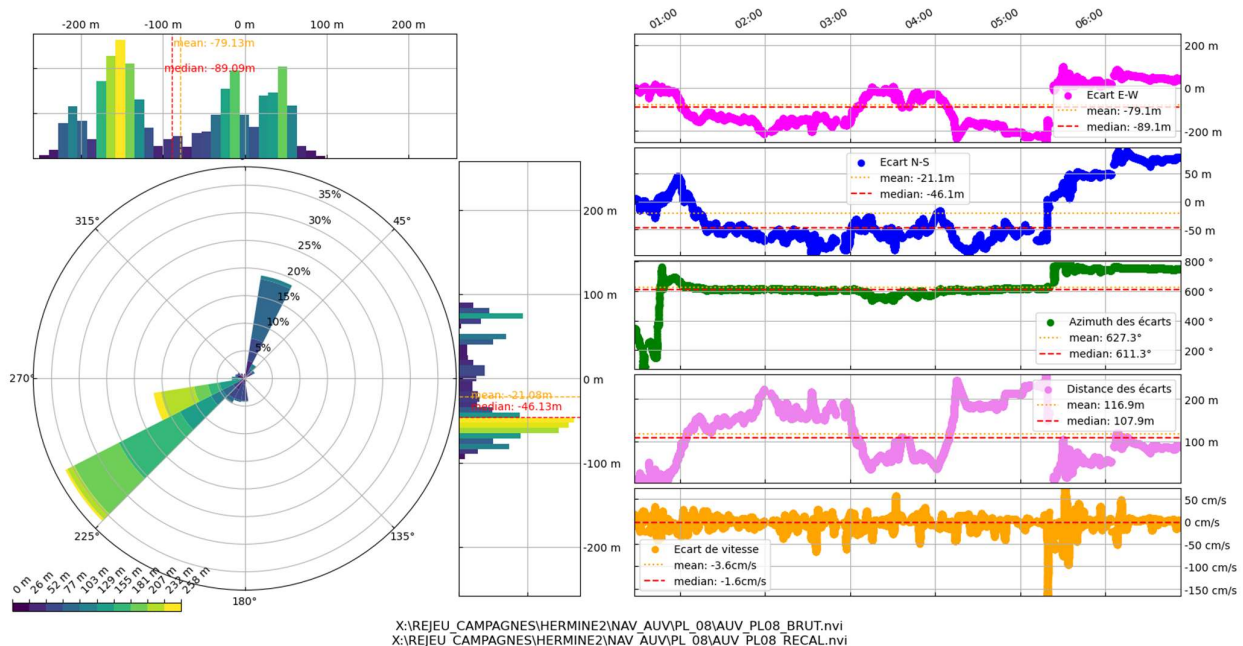 -200 m
-100 m
0 m
100 m
200 m
mean: -79.13m
median: -89.09m
315°
45°
270°
225°
135°
180°
35%
30%
25%
20%
15%
10%
5%
200 m
100 m
0 m
mean: -21.08m
median: -46.13m
-100 m
-200 m
0 m
26 m
52 m
77 m
103 m
129 m
155 m
181 m
207 m
232 m
258 m
01:00
02:00
03:00
04:00
05:00
06:00
200 m
0 m
-200 m
Ecart E-W
mean: -79.1m
median: -89.1m
50 m
0 m
-50 m
Ecart N-S
mean: -21.1m
median: -46.1m
800 °
600 °
400 °
200 °
Azimuth des écarts
mean: 627.3°
median: 611.3°
200 m
100 m
Distance des écarts
mean: 116.9m
median: 107.9m
50 cm/s
0 cm/s
-50 cm/s
-100 cm/s
-150 cm/s
Ecart de vitesse
mean: -3.6cm/s
median: -1.6cm/s
X:\REJEU_CAMPAGNES\HERMINE2\NAV_AUV\PL_08\AUV_PL08_BRUT.nvi
X:\REJEU_CAMPAGNES\HERMINE2\NAV_AUV\PL_08\AUV_PL08_RECAL.nvi